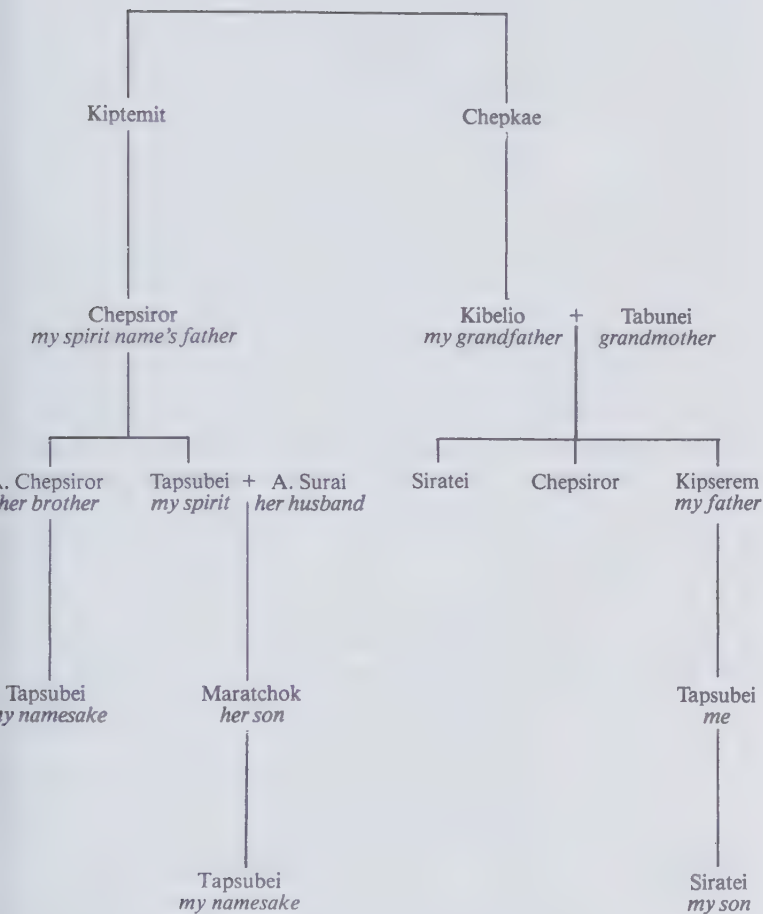 Kiptemit Chepkae
Chepsiror Kibelio + Tabunei
my spirit name's father my grandfather grandmother
A. Chepsiror Tapsubei + A. Surai Siratei Chepsiror Kipserem
her brother my spirit her husband my father
Tapsubei Maratchok Tapsubei
my namesake her son me
Tapsubei Siratei
my namesake my son